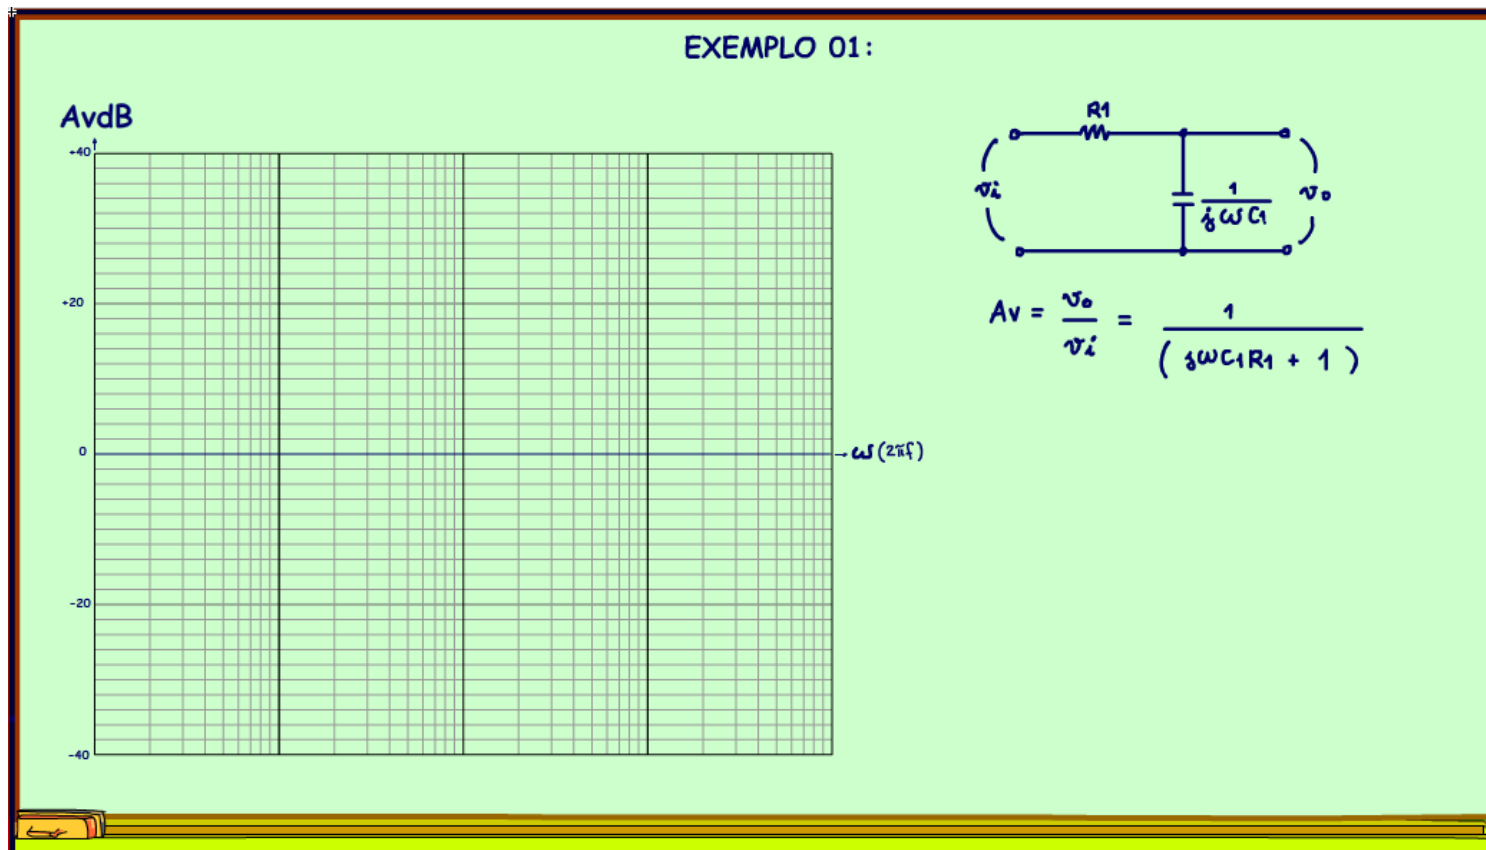 EXEMPLO 01:
AvdB
+40
+20
0
-20
-40
ω(2πf)
R1
vi
1
jωC1
vo
Av = vo / vi = 1 / ( jωC1R1 + 1 )